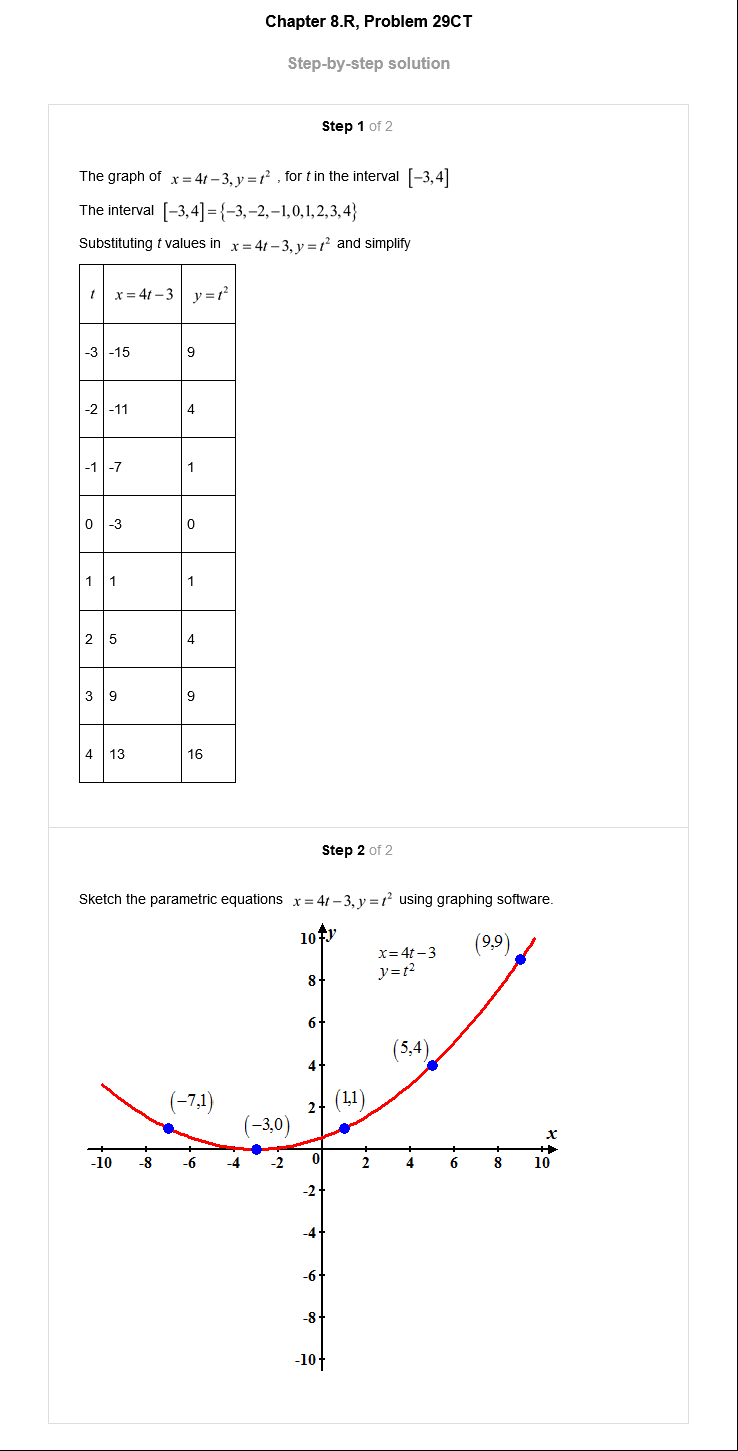 Chapter 8.R, Problem 29CT
Step-by-step solution
Step 1 of 2
The graph of x = 4t − 3, y = t² , for t in the interval [−3,4]
The interval [−3,4] = {−3,−2,−1,0,1,2,3,4}
Substituting t values in x = 4t − 3, y = t² and simplify
t x = 4t − 3 y = t²
-3 -15 9
-2 -11 4
-1 -7 1
0 -3 0
1 1 1
2 5 4
3 9 9
4 13 16
Step 2 of 2
Sketch the parametric equations x = 4t − 3, y = t² using graphing software.
10 y
x = 4t − 3
y = t²
(9,9)
8
6
4
(5,4)
2
(−7,1)
(−3,0)
(1,1)
x
-10 -8 -6 -4 -2 0 2 4 6 8 10
-2
-4
-6
-8
-10